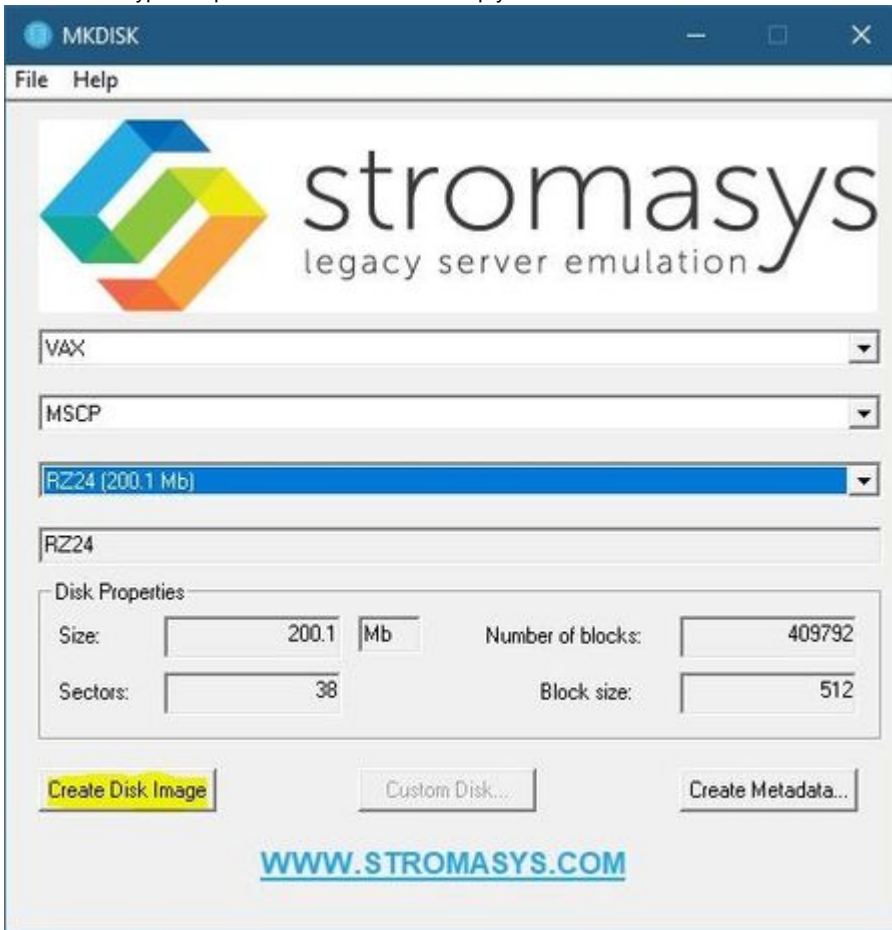 MKDISK
File Help
stromasys
legacy server emulation
VAX
MSCP
RZ24 (200.1 Mb)
RZ24
Disk Properties
Size: 200.1 Mb Number of blocks: 409792
Sectors: 38 Block size: 512
Create Disk Image Custom Disk... Create Metadata...
WWW.STROMASYS.COM